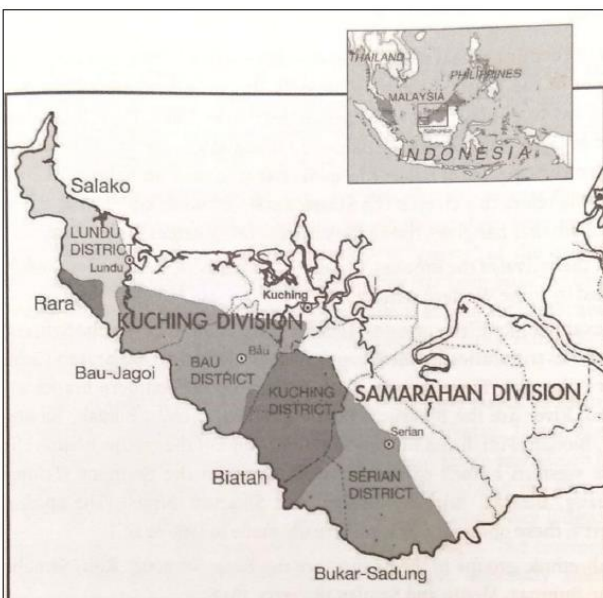 THAILAND
PHILIPPINES
MALAYSIA
INDONESIA
Salako
LUNDU
DISTRICT
Lundu
Rara
Kuching
KUCHING DIVISION
Bau-Jagoi
BAU
DISTRICT
Bau
KUCHING
DISTRICT
SAMARAHAN DIVISION
Serian
Biatah
SERIAN
DISTRICT
Bukar-Sadung